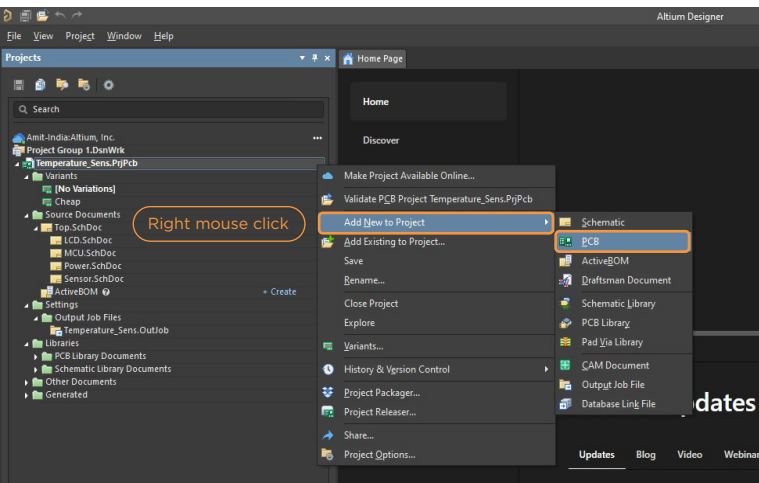 Altium Designer
File View Project Window Help
Projects
Home Page
Search
Home
Discover
Amit-India:Altium, Inc.
Project Group 1.DsnWrk
Temperature_Sens.PrjPcb
Variants
[No Variations]
Cheap
Source Documents
Top.SchDoc
LCD.SchDoc
MCU.SchDoc
Power.SchDoc
Sensor.SchDoc
ActiveBOM + Create
Settings
Output Job Files
Temperature_Sens.OutJob
Libraries
PCB Library Documents
Schematic Library Documents
Other Documents
Generated
Right mouse click
Make Project Available Online...
Validate PCB Project Temperature_Sens.PrjPcb
Add New to Project
Add Existing to Project...
Save
Rename...
Close Project
Explore
Variants...
History & Version Control
Project Packager...
Project Releaser...
Share...
Project Options...
Schematic
PCB
ActiveBOM
Draftsman Document
Schematic Library
PCB Library
Pad Via Library
CAM Document
Output Job File
Database Link File
dates
Updates Blog Video Webinar